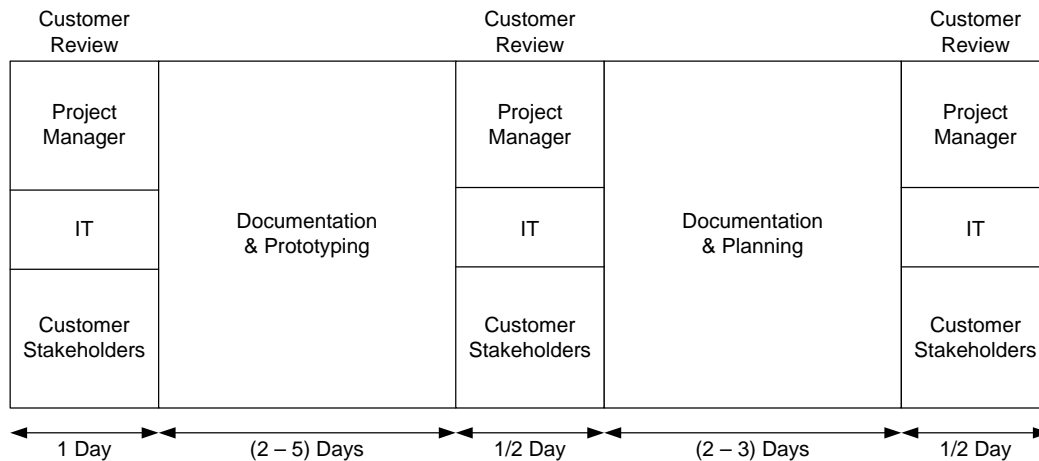 Customer
Review
Customer
Review
Customer
Review
Project
Manager
IT
Customer
Stakeholders
Documentation
& Prototyping
Project
Manager
IT
Customer
Stakeholders
Documentation
& Planning
Project
Manager
IT
Customer
Stakeholders
1 Day
(2 – 5) Days
1/2 Day
(2 – 3) Days
1/2 Day